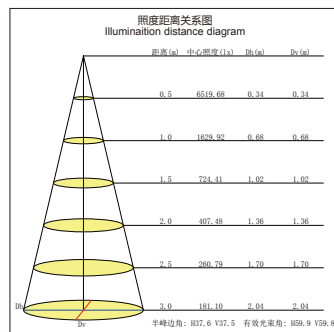 照度距离关系图
Illuminaition distance diagram
距离(m) 中心照度(lx) Dh(m) Dv(m)
0.5 6519.68 0.34 0.34
1.0 1629.92 0.68 0.68
1.5 724.41 1.02 1.02
2.0 407.48 1.36 1.36
2.5 260.79 1.70 1.70
Dh 3.0 181.10 2.04 2.04
Dv 半峰边角: H37.6 V37.5 有效光束角: H59.9 V59.8